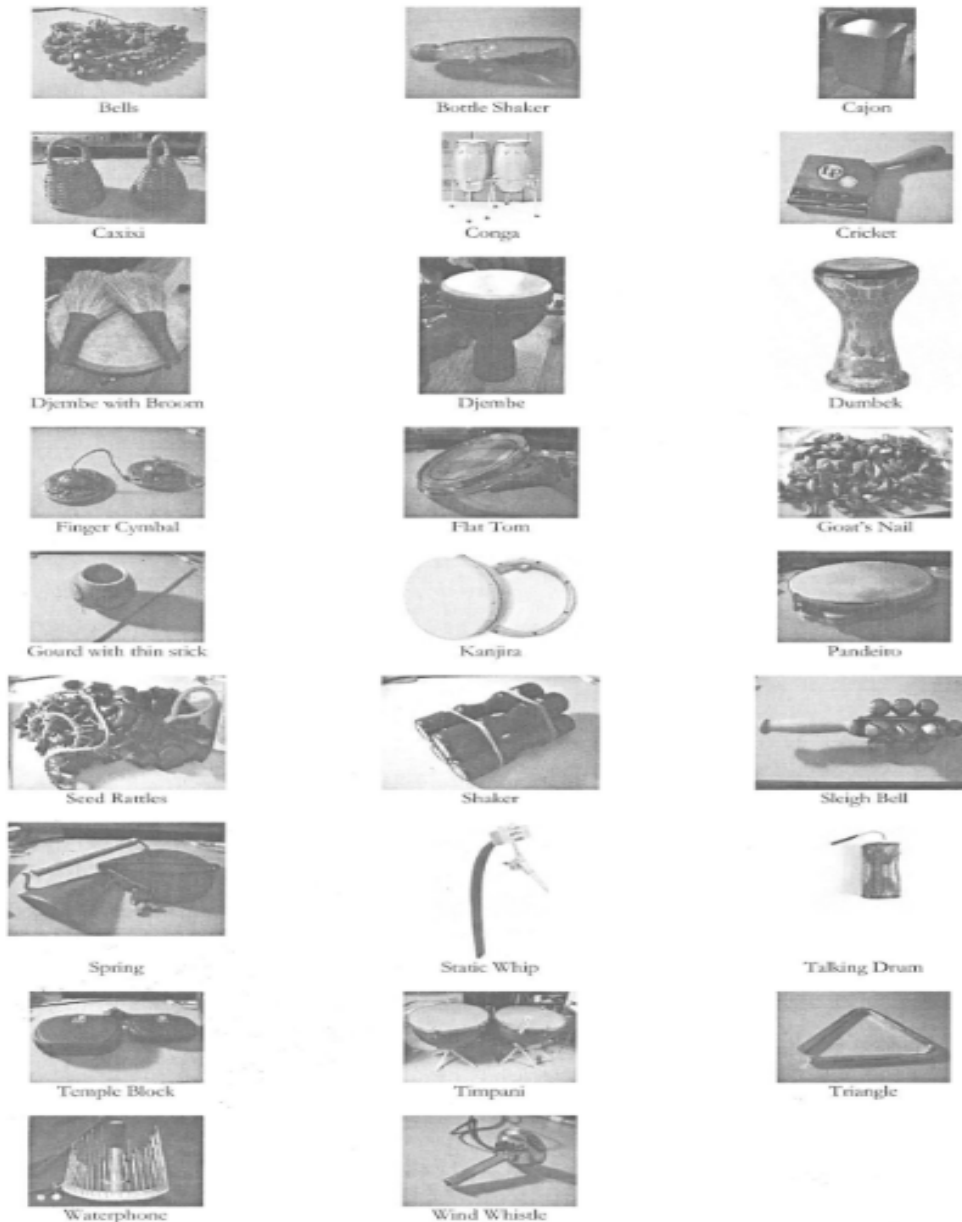 Bells
Bottle Shaker
Cajon
Caxixi
Conga
LP
Cricket
Djembe with Broom
Djembe
Dumbek
Finger Cymbal
Flat Tom
Goat's Nail
Gourd with thin stick
Kanjira
Pandeiro
Seed Rattles
Shaker
Sleigh Bell
Spring
Static Whip
Talking Drum
Temple Block
Timpani
Triangle
Waterphone
Wind Whistle